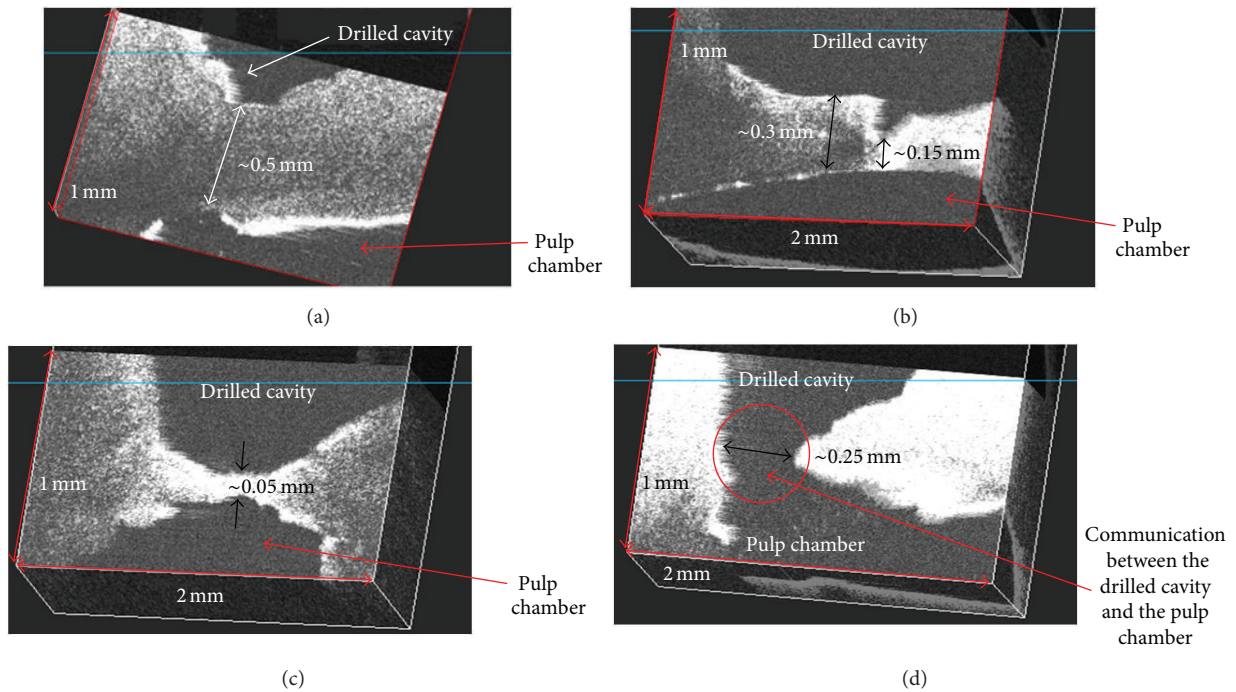 Drilled cavity
~0.5 mm
1 mm
Pulp
chamber
(a)
Drilled cavity
1 mm
~0.3 mm
~0.15 mm
2 mm
Pulp
chamber
(b)
Drilled cavity
1 mm
~0.05 mm
2 mm
Pulp
chamber
(c)
Drilled cavity
~0.25 mm
1 mm
Pulp chamber
2 mm
Communication
between the
drilled cavity
and the pulp
chamber
(d)